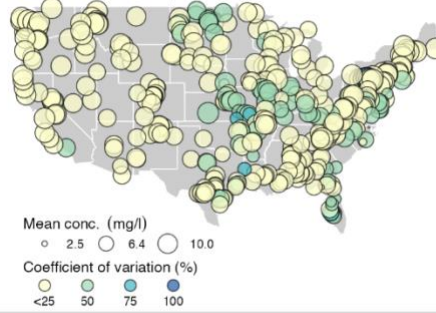 Mean conc. (mg/l)
2.5 6.4 10.0
Coefficient of variation (%)
<25 50 75 100